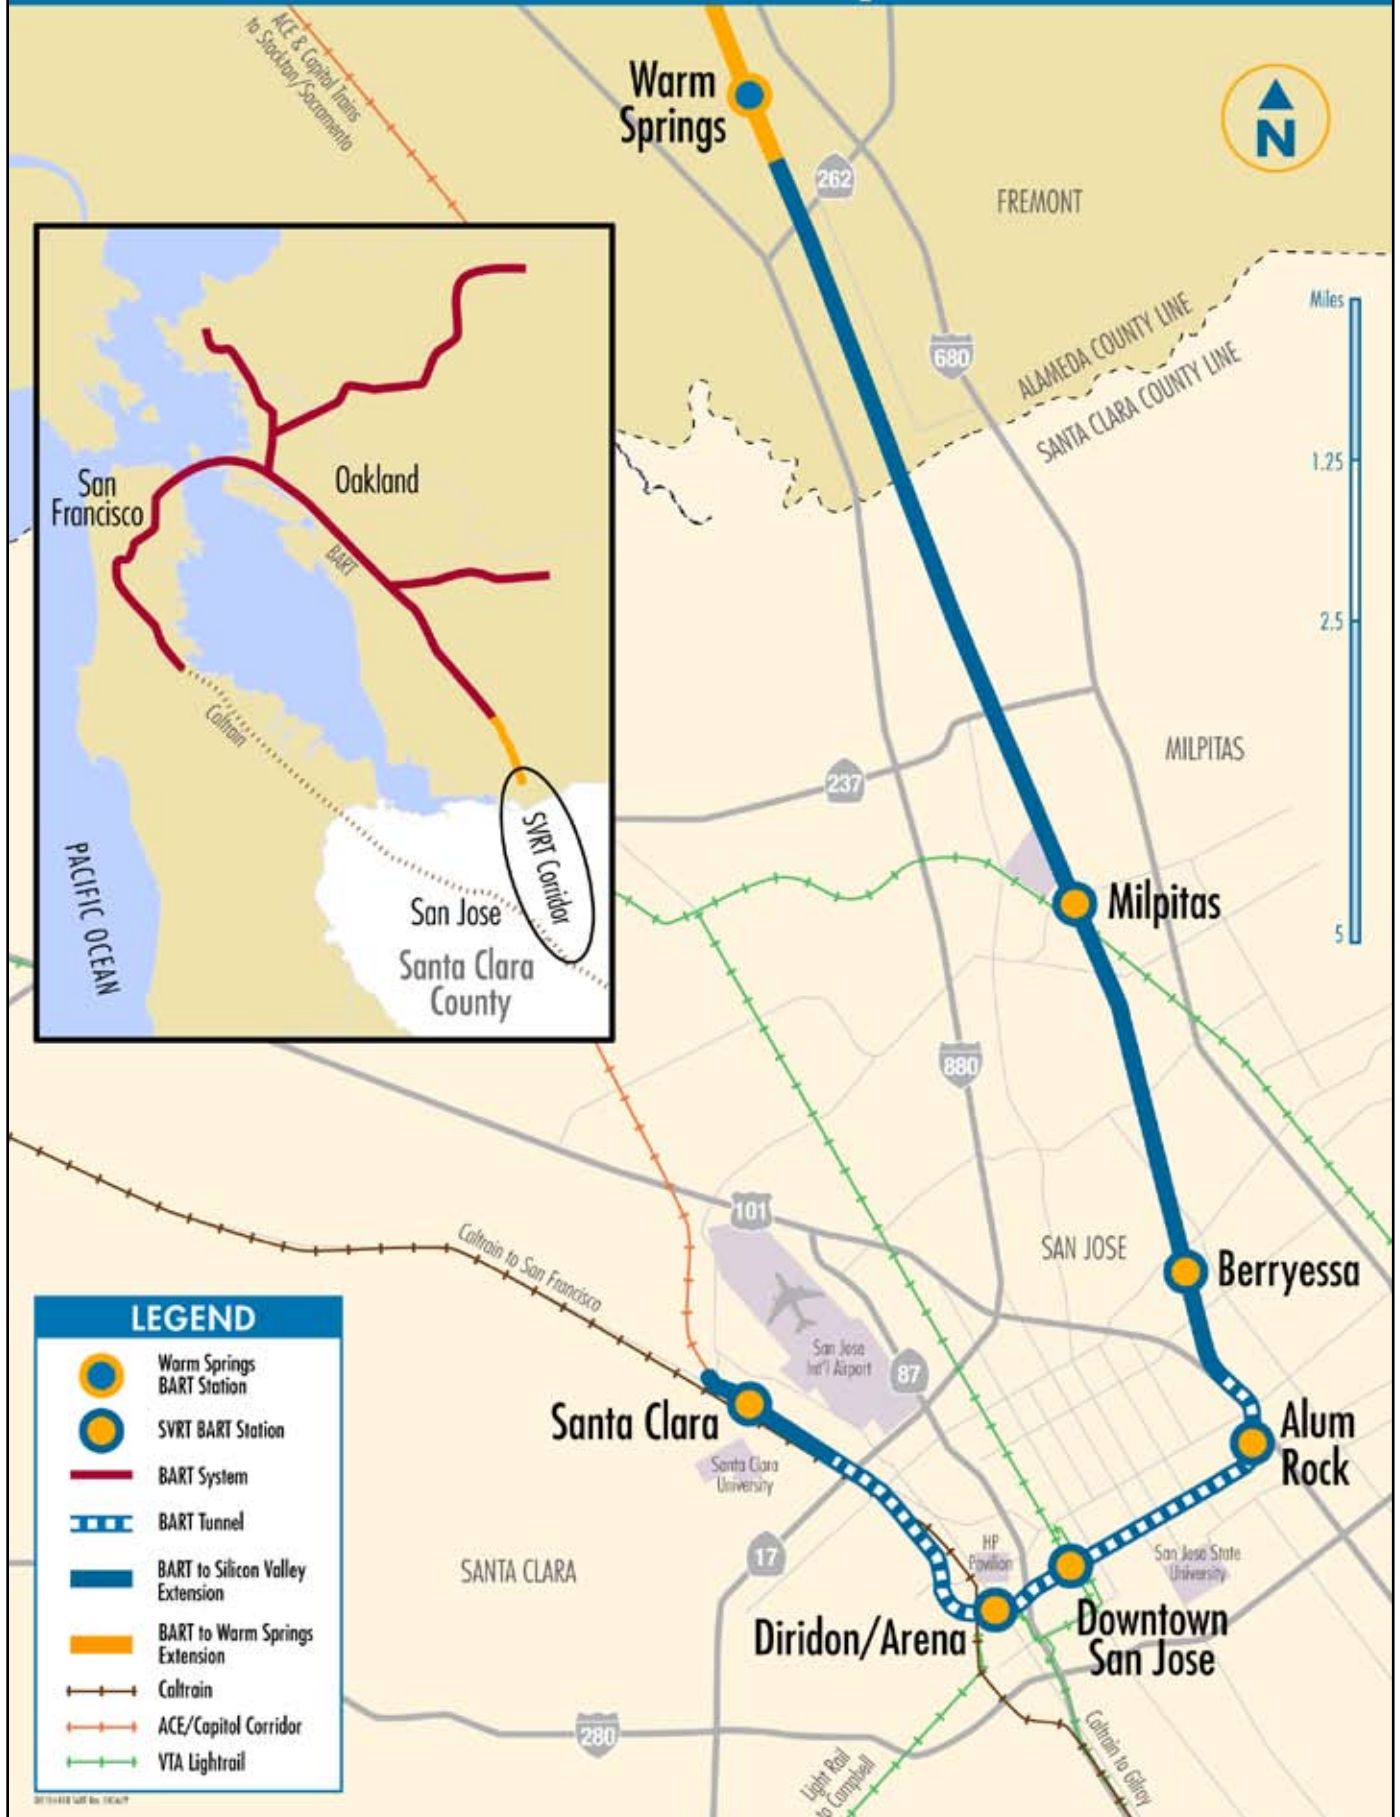 ACE & Capitol Trains
to Stockton/Sacramento
Warm
Springs
N
262
FREMONT
680
ALAMEDA COUNTY LINE
SANTA CLARA COUNTY LINE
Miles
1.25
2.5
5
San
Francisco
Oakland
BART
Caltrain
PACIFIC OCEAN
SVRT Corridor
San Jose
Santa Clara
County
237
MILPITAS
Milpitas
880
101
SAN JOSE
Berryessa
Caltrain to San Francisco
San Jose
Int'l Airport
87
Santa Clara
Alum
Rock
Santa Clara
University
17
HP
Pavilion
San Jose State
University
SANTA CLARA
Diridon/Arena
Downtown
San Jose
280
Light Rail
to Campbell
Caltrain to Gilroy
LEGEND
Warm Springs
BART Station
SVRT BART Station
BART System
BART Tunnel
BART to Silicon Valley
Extension
BART to Warm Springs
Extension
Caltrain
ACE/Capitol Corridor
VTA Lightrail